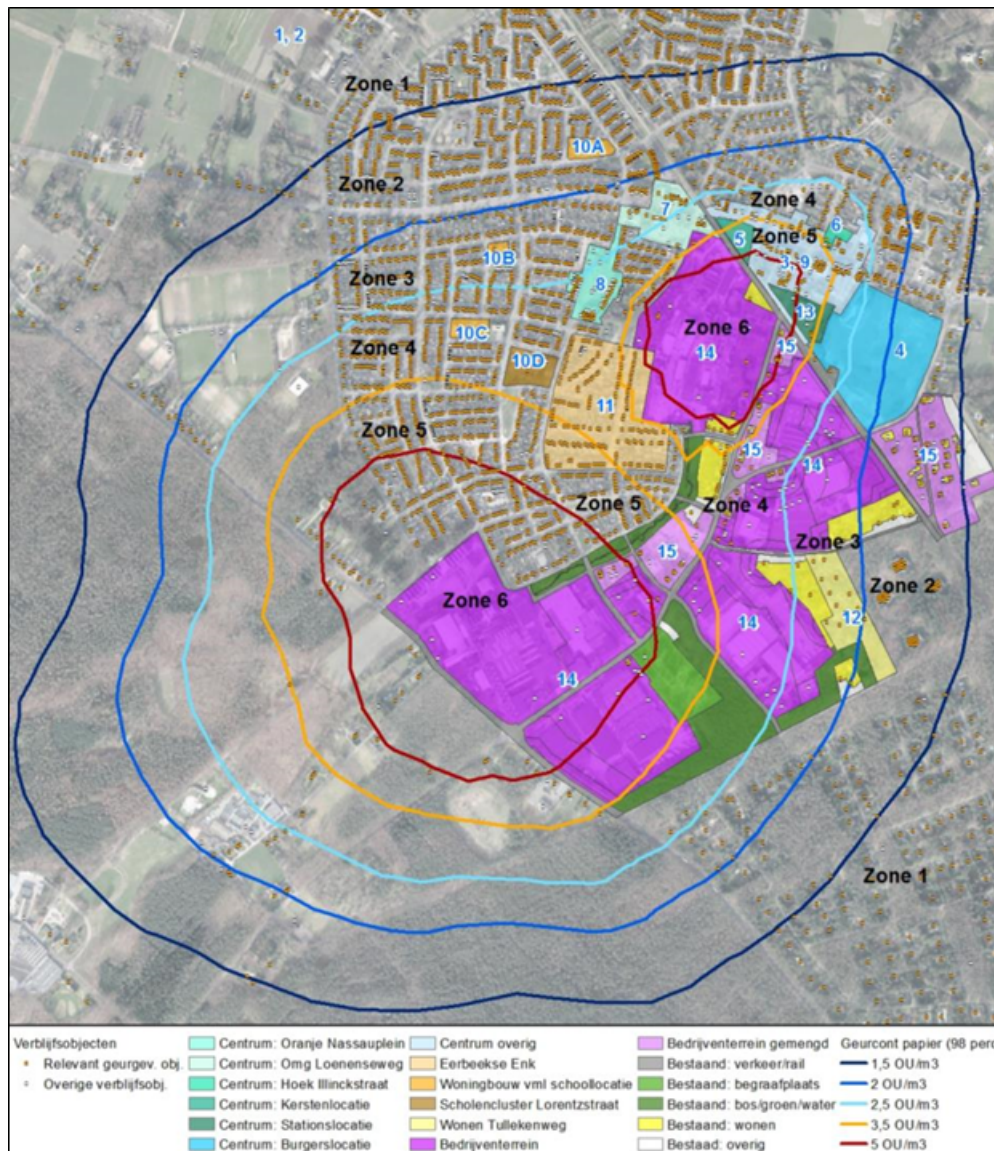 1, 2
Zone 1
10A
Zone 2
7
Zone 4
5
Zone 5
6
10B
3, 9
Zone 3
8
13
Zone 6
15
4
10C
Zone 4
14
10D
11
Zone 5
15
15
14
Zone 5
Zone 4
Zone 3
15
Zone 2
Zone 6
14
12
14
Zone 1
Verblijfsobjecten
Relevant geurgev. obj.
Overige verblijfsobj.
Centrum: Oranje Nassauplein
Centrum: Omg Loenenseweg
Centrum: Hoek Illinckstraat
Centrum: Kerstenlocatie
Centrum: Stationslocatie
Centrum: Burgerslocatie
Centrum overig
Eerbeekse Enk
Woningbouw vml schoollocatie
Scholencluster Lorentzstraat
Wonen Tullekenweg
Bedrijventerrein
Bedrijventerrein gemengd
Bestaand: verkeer/rail
Bestaand: begraafplaats
Bestaand: bos/groen/water
Bestaand: wonen
Bestaad: overig
Geurcont papier (98 perc
1,5 OU/m3
2 OU/m3
2,5 OU/m3
3,5 OU/m3
5 OU/m3